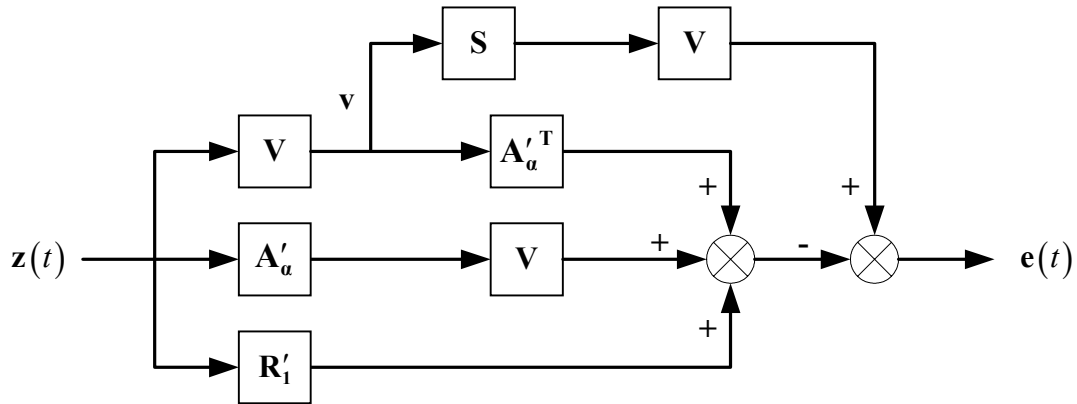 S V
v
V A′α T
+ +
z(t) A′α V + - e(t)
+
R′1